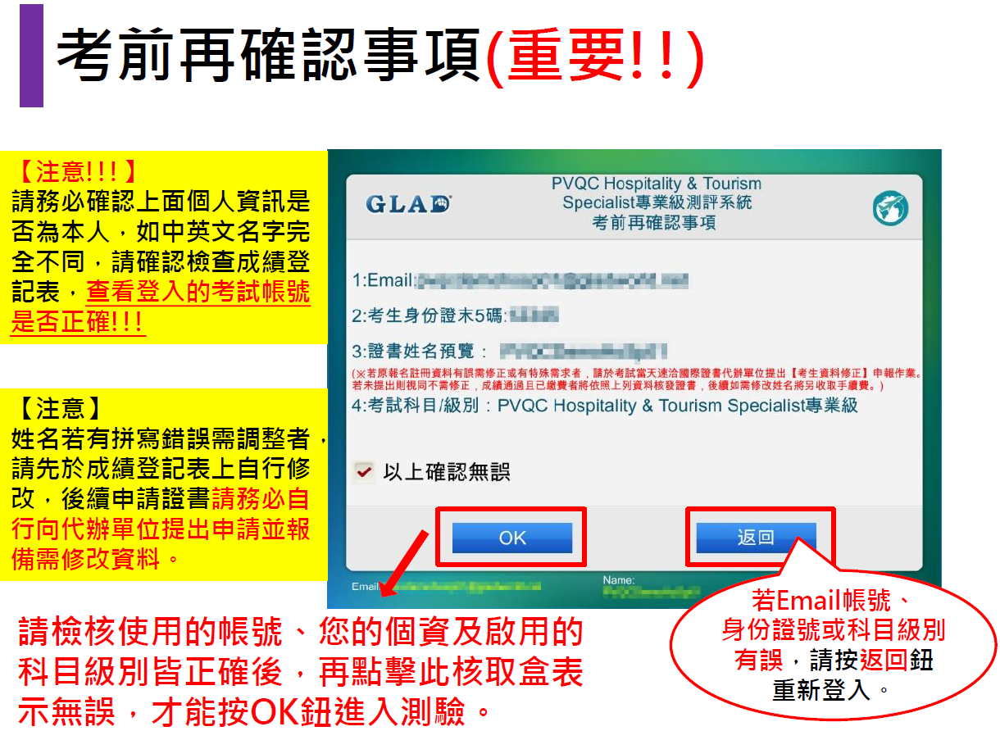 考前再確認事項(重要!!)
【注意!!!】
請務必確認上面個人資訊是
否為本人，如中英文名字完
全不同，請確認檢查成績登
記表，查看登入的考試帳號
是否正確!!!
【注意】
姓名若有拼寫錯誤需調整者，
請先於成績登記表上自行修
改，後續申請證書請務必自
行向代辦單位提出申請並報
備需修改資料。
GLAD
PVQC Hospitality & Tourism
Specialist專業級測評系統
考前再確認事項
1:Email:
2:考生身份證末5碼:
3:證書姓名預覽：
(※若原報名註冊資料有誤需修正或有特殊需求者，請於考試當天速洽國際證書代辦單位提出【考生資料修正】申報作業。
若未提出則視同不需修正，成績通過且已繳費者將依照上列資料核發證書，後續如需修改姓名將另收取手續費。)
4:考試科目/級別：PVQC Hospitality & Tourism Specialist專業級
以上確認無誤
OK
返回
Email:
Name:
請檢核使用的帳號、您的個資及啟用的
科目級別皆正確後，再點擊此核取盒表
示無誤，才能按OK鈕進入測驗。
若Email帳號、
身份證號或科目級別
有誤，請按返回鈕
重新登入。